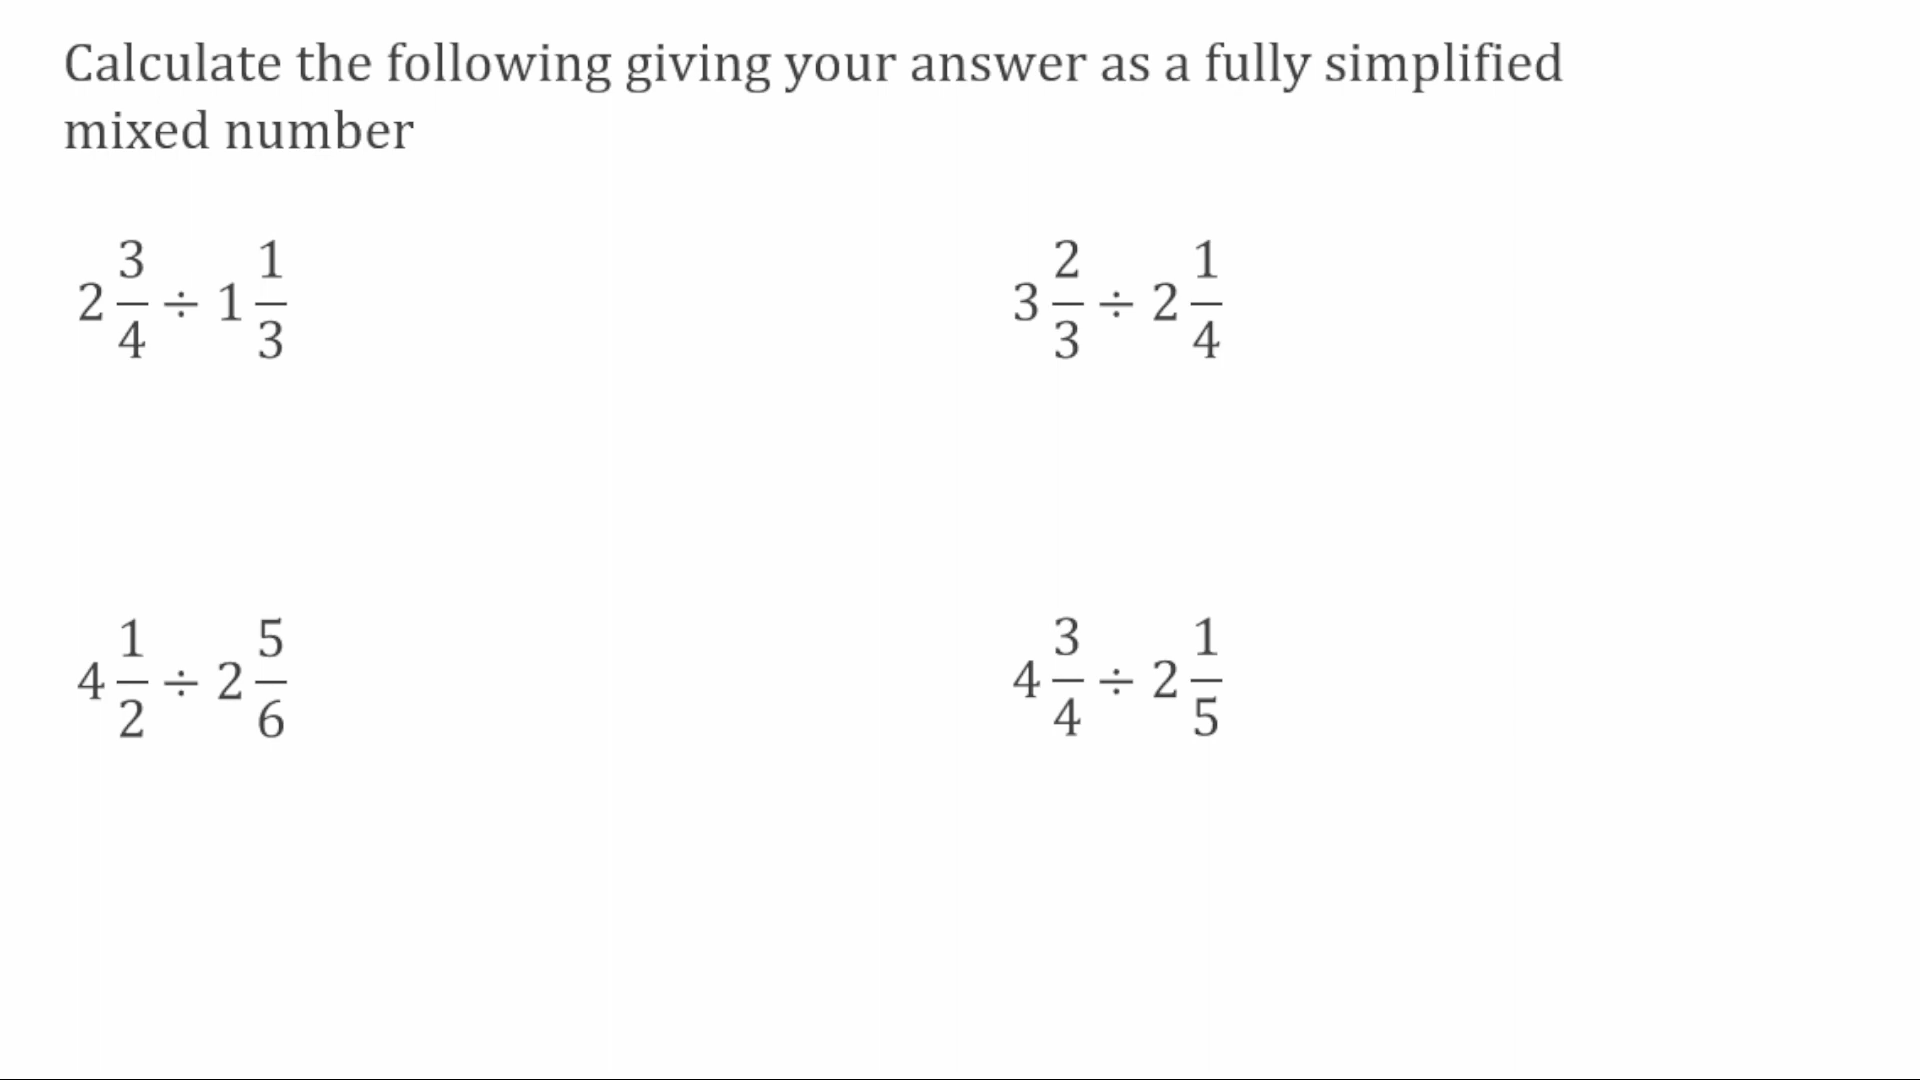 Calculate the following giving your answer as a fully simplified
mixed number
2 3/4 ÷ 1 1/3
3 2/3 ÷ 2 1/4
4 1/2 ÷ 2 5/6
4 3/4 ÷ 2 1/5